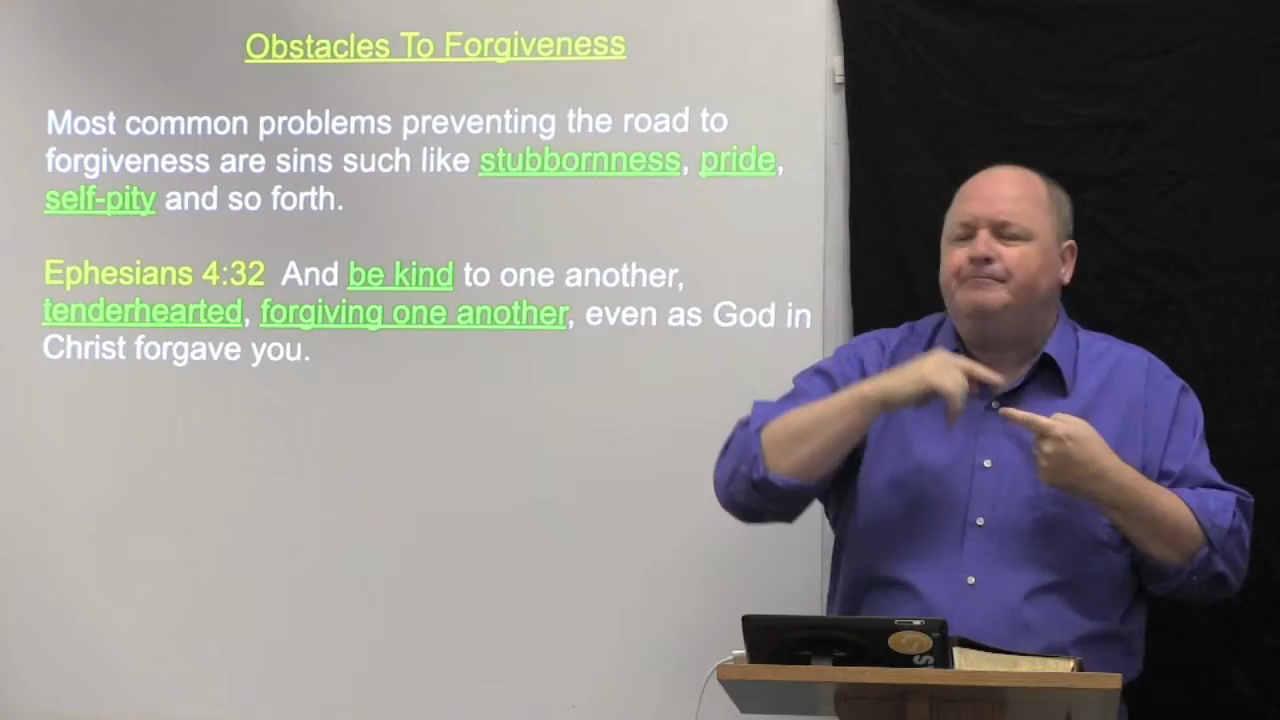 Obstacles To Forgiveness
Most common problems preventing the road to
forgiveness are sins such like stubbornness, pride,
self-pity and so forth.
Ephesians 4:32 And be kind to one another,
tenderhearted, forgiving one another, even as God in
Christ forgave you.